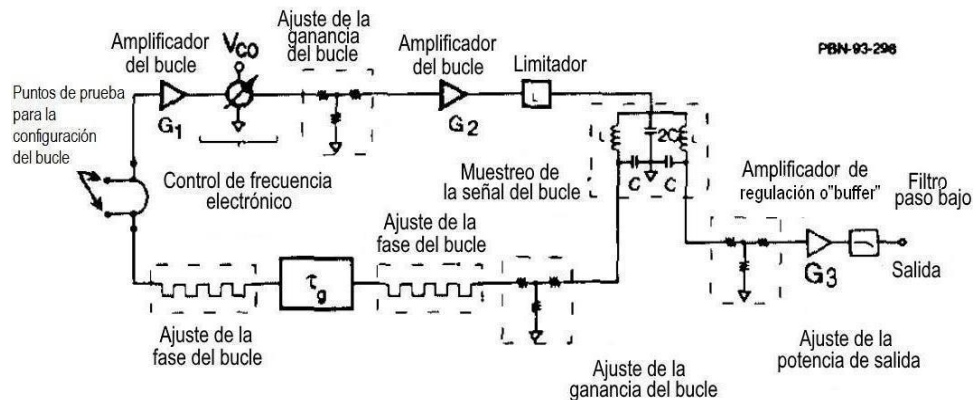 Ajuste de la
ganancia
del bucle
Amplificador
del bucle
V_CO
Amplificador
del bucle
Limitador
PBN-93-298
Puntos de prueba
para la
configuración
del bucle
G1
G2
L
L
2C
L
C
C
Control de frecuencia
electrónico
Muestreo de
la señal del bucle
Amplificador de
regulación o"buffer"
Filtro
paso bajo
Ajuste de la
fase del bucle
τg
G3
Salida
Ajuste de la
fase del bucle
Ajuste de la
ganancia del bucle
Ajuste de la
potencia de salida